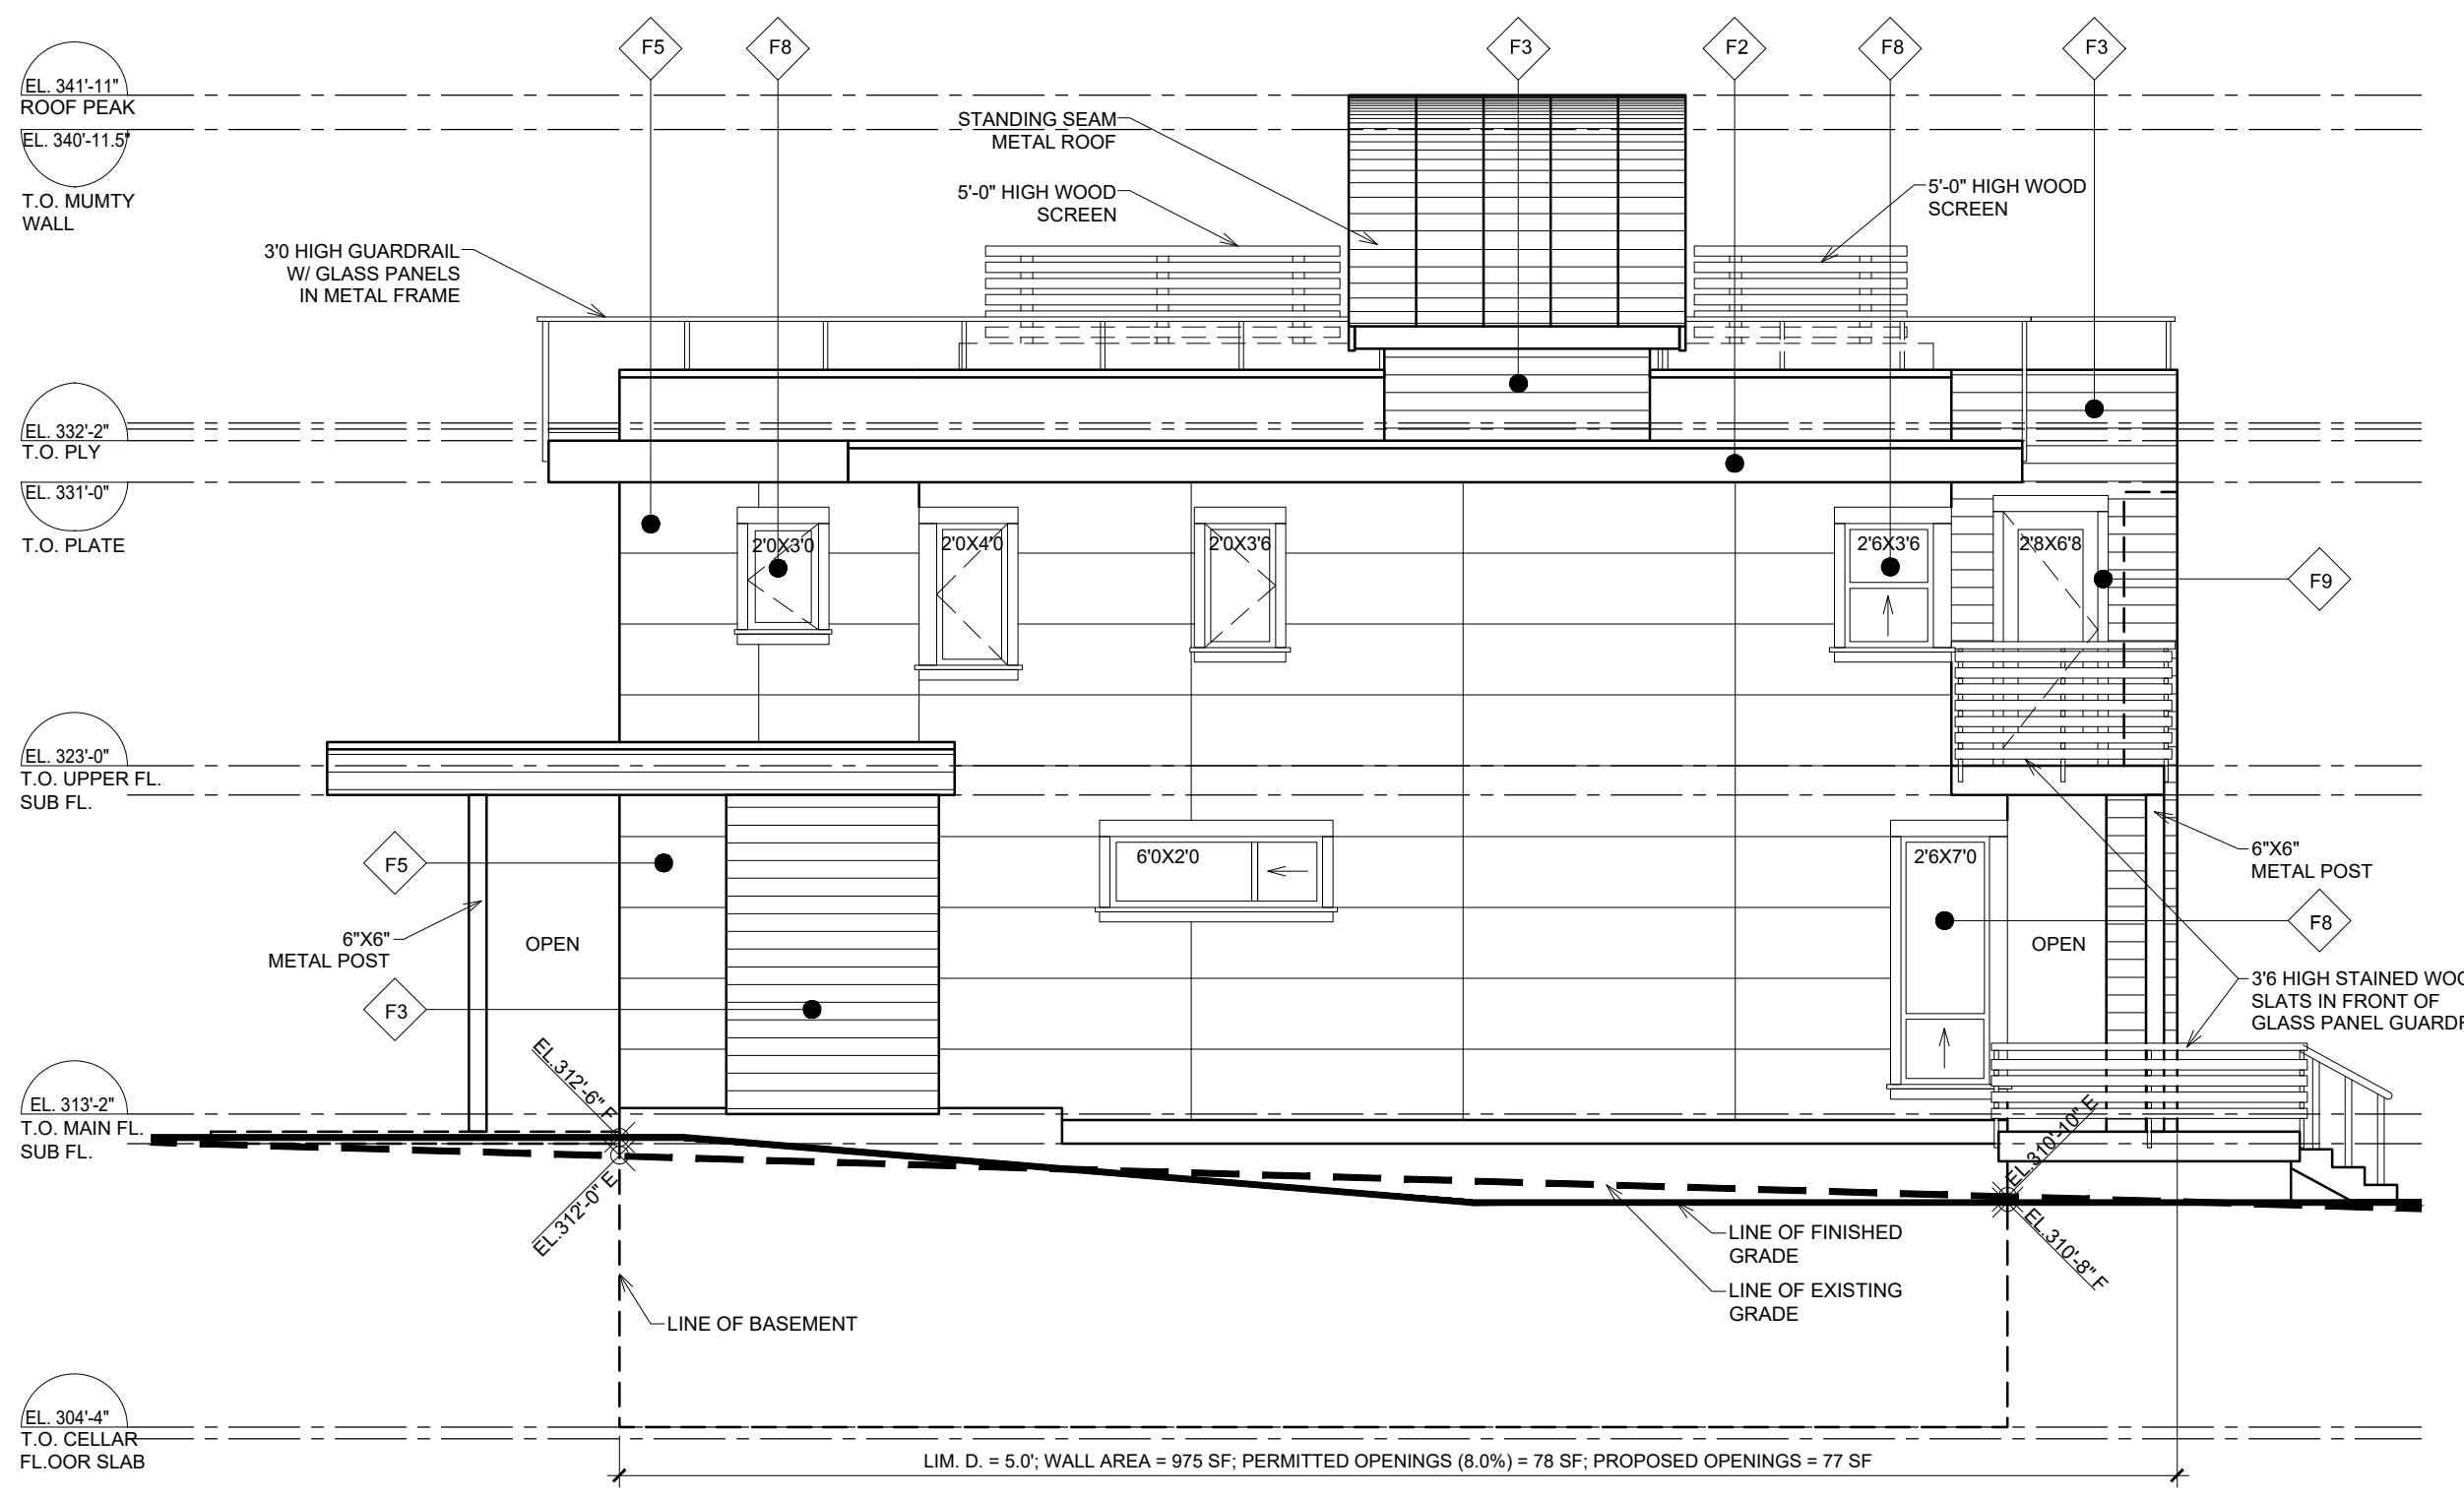 F5
F8
F3
F2
F8
F3
EL. 341'-11"
ROOF PEAK
EL. 340'-11.5"
T.O. MUMTY
WALL
STANDING SEAM
METAL ROOF
5'-0" HIGH WOOD
SCREEN
5'-0" HIGH WOOD
SCREEN
3'0 HIGH GUARDRAIL
W/ GLASS PANELS
IN METAL FRAME
EL. 332'-2"
T.O. PLY
EL. 331'-0"
T.O. PLATE
2'0X3'0
2'0X4'0
2'0X3'6
2'6X3'6
2'8X6'8
F9
EL. 323'-0"
T.O. UPPER FL.
SUB FL.
F5
6'0X2'0
2'6X7'0
6"X6"
METAL POST
F8
6"X6"
METAL POST
OPEN
OPEN
3'6 HIGH STAINED
SLATS IN FRONT OF
GLASS PANEL
F3
EL. 313'-2"
T.O. MAIN FL.
SUB FL.
EL.312'-6" F
EL.312'-0" E
EL.310'-10" E
EL.310'-8" F
LINE OF FINISHED
GRADE
LINE OF EXISTING
GRADE
LINE OF BASEMENT
EL. 304'-4"
T.O. CELLAR
FL.OOR SLAB
LIM. D. = 5.0'; WALL AREA = 975 SF; PERMITTED OPENINGS (8.0%) = 78 SF; PROPOSED OPENINGS = 77 SF